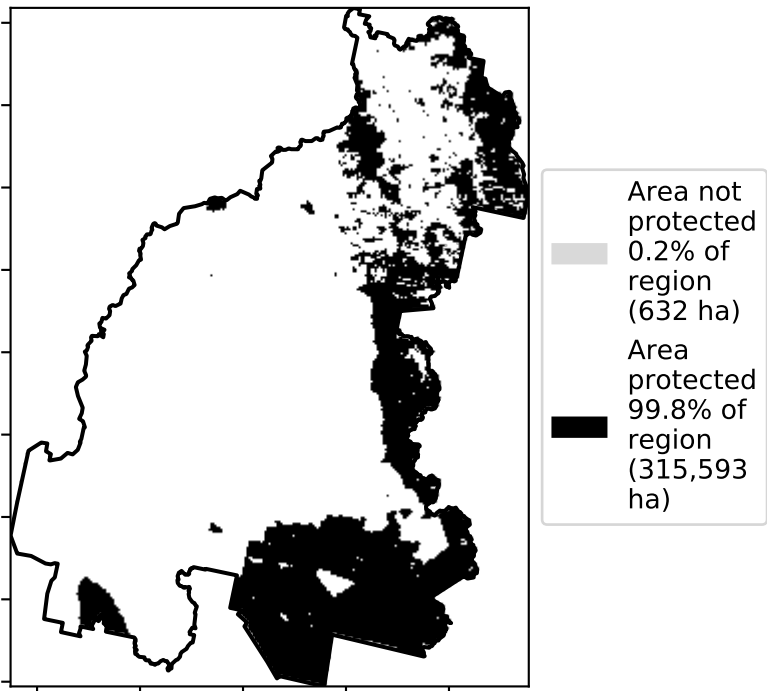 Area not
protected
0.2% of
region
(632 ha)
Area
protected
99.8% of
region
(315,593
ha)